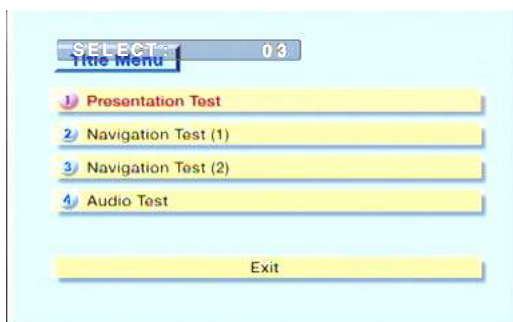 SELECT: 03
Title Menu
1 Presentation Test
2 Navigation Test (1)
3 Navigation Test (2)
4 Audio Test
Exit